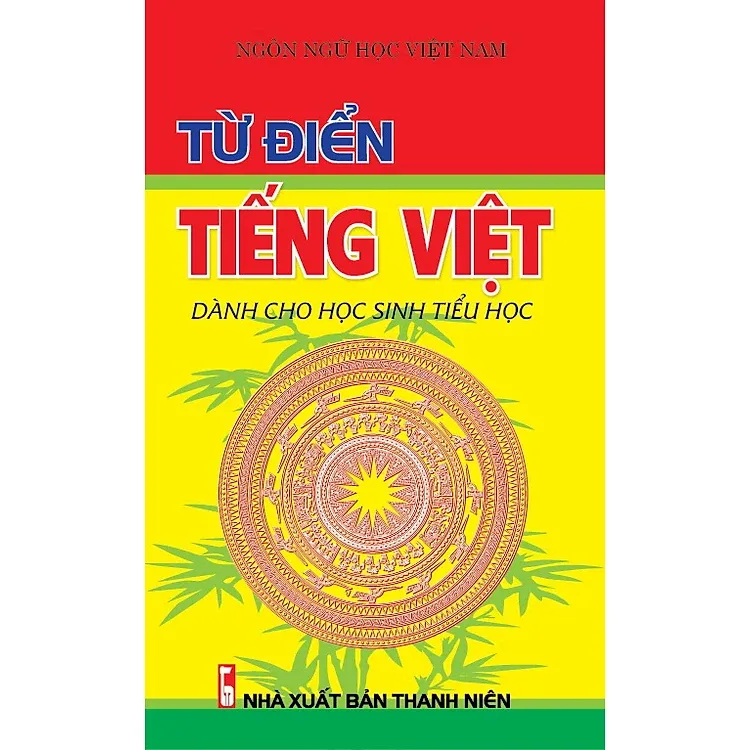 NGÔN NGỮ HỌC VIỆT NAM
TỪ ĐIỂN
TIẾNG VIỆT
DÀNH CHO HỌC SINH TIỂU HỌC
NHÀ XUẤT BẢN THANH NIÊN